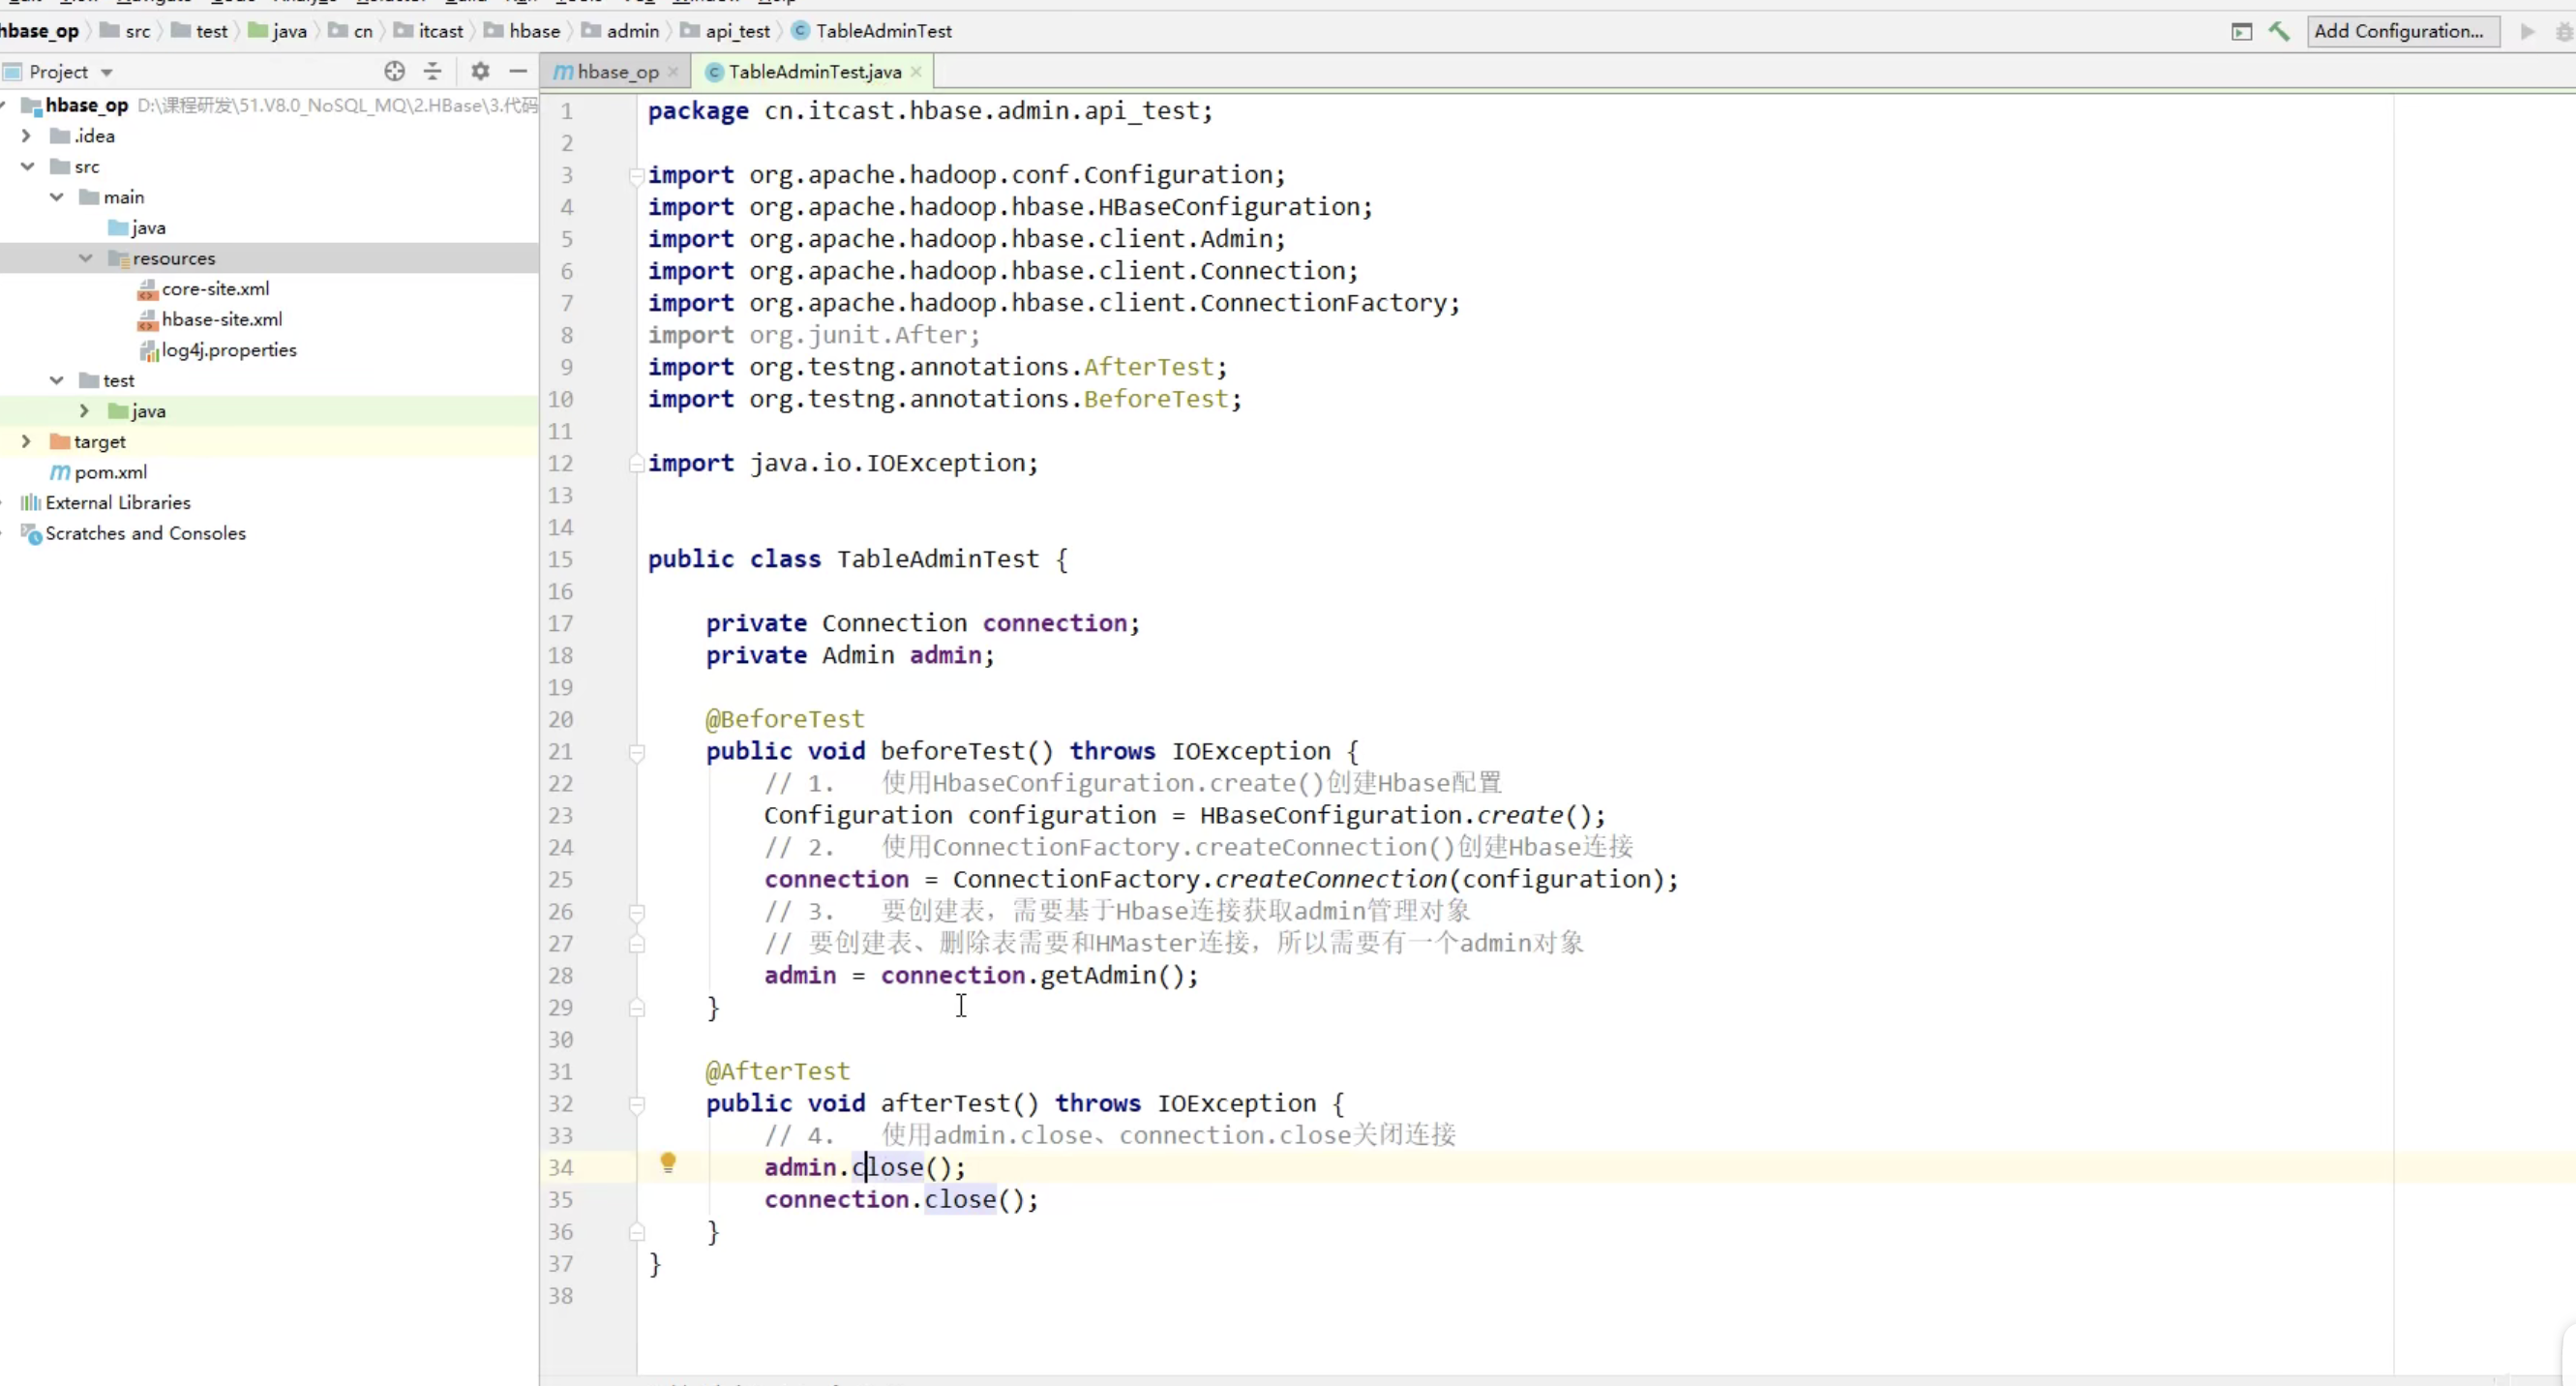 hbase_op src test java cn itcast hbase admin api_test TableAdminTest Add Configuration...
Project
hbase_op TableAdminTest.java
hbase_op D:\课程研发\51.V8.0_NoSQL_MQ\2.HBase\3.代码
.idea
src
main
java
resources
core-site.xml
hbase-site.xml
log4j.properties
test
java
target
pom.xml
External Libraries
Scratches and Consoles
1 package cn.itcast.hbase.admin.api_test;
2
3 import org.apache.hadoop.conf.Configuration;
4 import org.apache.hadoop.hbase.HBaseConfiguration;
5 import org.apache.hadoop.hbase.client.Admin;
6 import org.apache.hadoop.hbase.client.Connection;
7 import org.apache.hadoop.hbase.client.ConnectionFactory;
8 import org.junit.After;
9 import org.testng.annotations.AfterTest;
10 import org.testng.annotations.BeforeTest;
11
12 import java.io.IOException;
13
14
15 public class TableAdminTest {
16
17 private Connection connection;
18 private Admin admin;
19
20 @BeforeTest
21 public void beforeTest() throws IOException {
22 // 1. 使用HbaseConfiguration.create()创建Hbase配置
23 Configuration configuration = HBaseConfiguration.create();
24 // 2. 使用ConnectionFactory.createConnection()创建Hbase连接
25 connection = ConnectionFactory.createConnection(configuration);
26 // 3. 要创建表，需要基于Hbase连接获取admin管理对象
27 // 要创建表、删除表需要和HMaster连接，所以需要有一个admin对象
28 admin = connection.getAdmin();
29 }
30
31 @AfterTest
32 public void afterTest() throws IOException {
33 // 4. 使用admin.close、connection.close关闭连接
34 admin.close();
35 connection.close();
36 }
37 }
38